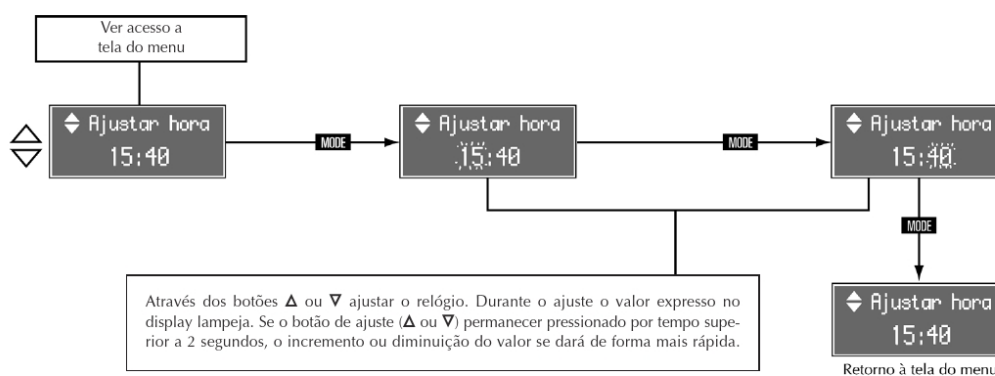 Ver acesso a
tela do menu
Ajustar hora
15:40
MODE
Ajustar hora
15:40
MODE
Ajustar hora
15:40
MODE
Através dos botões Δ ou ∇ ajustar o relógio. Durante o ajuste o valor expresso no
display lampeja. Se o botão de ajuste (Δ ou ∇) permanecer pressionado por tempo supe-
rior a 2 segundos, o incremento ou diminuição do valor se dará de forma mais rápida.
Ajustar hora
15:40
Retorno à tela do menu